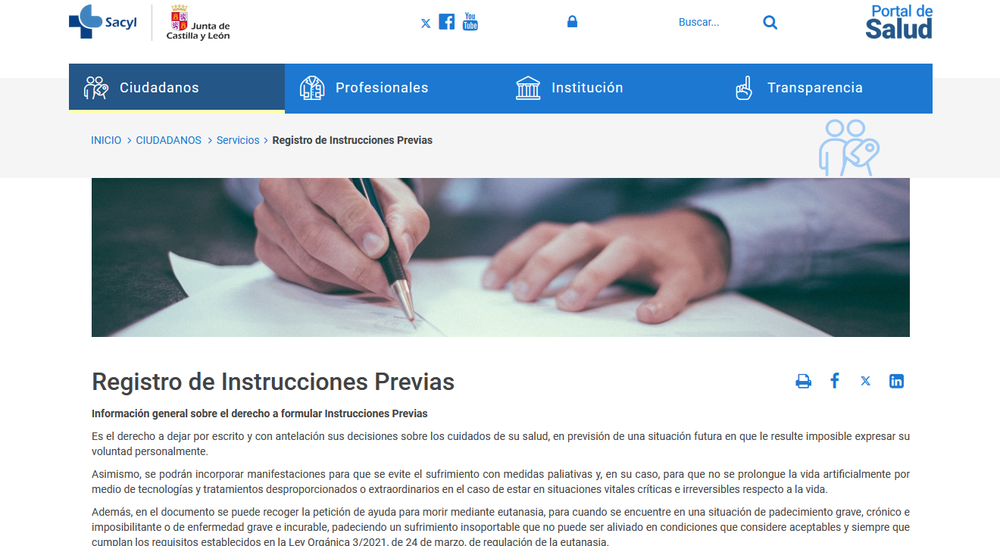 Sacyl
Junta de
Castilla y León
You
Tube
Buscar...
Portal de
Salud
Ciudadanos
Profesionales
Institución
Transparencia
INICIO > CIUDADANOS > Servicios > Registro de Instrucciones Previas
Registro de Instrucciones Previas
Información general sobre el derecho a formular Instrucciones Previas
Es el derecho a dejar por escrito y con antelación sus decisiones sobre los cuidados de su salud, en previsión de una situación futura en que le resulte imposible expresar su
voluntad personalmente.
Asimismo, se podrán incorporar manifestaciones para que se evite el sufrimiento con medidas paliativas y, en su caso, para que no se prolongue la vida artificialmente por
medio de tecnologías y tratamientos desproporcionados o extraordinarios en el caso de estar en situaciones vitales críticas e irreversibles respecto a la vida.
Además, en el documento se puede recoger la petición de ayuda para morir mediante eutanasia, para cuando se encuentre en una situación de padecimiento grave, crónico e
imposibilitante o de enfermedad grave e incurable, padeciendo un sufrimiento insoportable que no puede ser aliviado en condiciones que considere aceptables y siempre que
cumplan los requisitos establecidos en la Ley Orgánica 3/2021, de 24 de marzo, de regulación de la eutanasia.